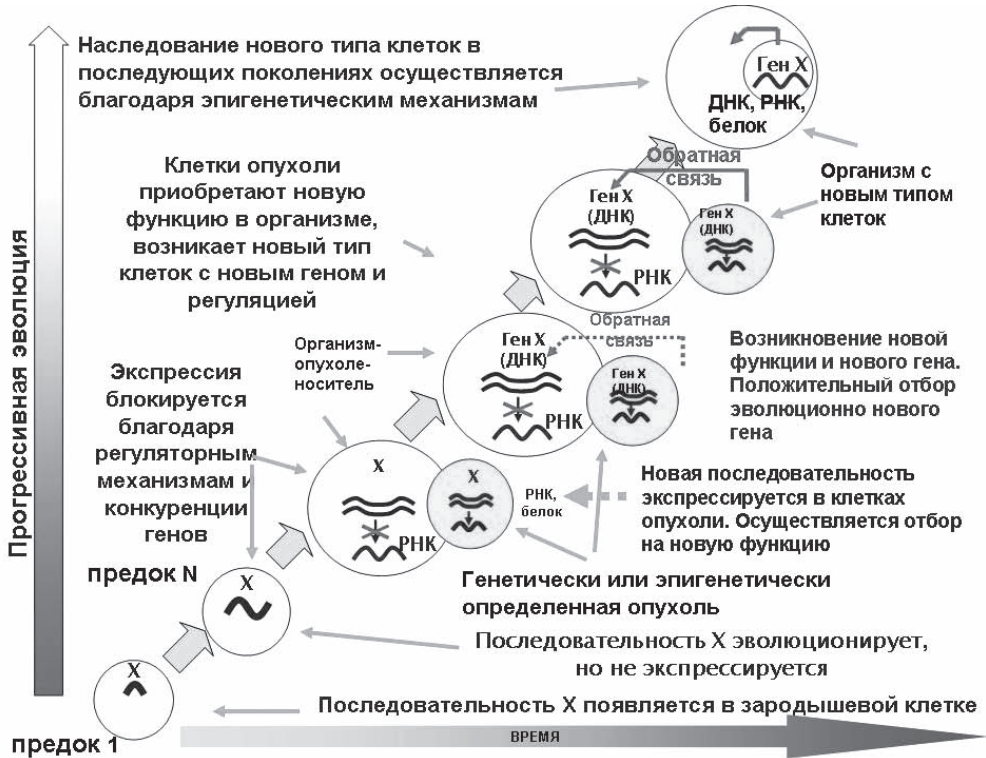 Прогрессивная эволюция
Наследование нового типа клеток в
последующих поколениях осуществляется
благодаря эпигенетическим механизмам
Ген X
ДНК, РНК,
белок
Организм с
новым типом
клеток
Клетки опухоли
приобретают новую
функцию в организме,
возникает новый тип
клеток с новым геном и
регуляцией
Обратная
связь
Ген X
(ДНК)
РНК
Ген X
(ДНК)
Организм-
опухоле-
носитель
Обратная
связь
Ген X
(ДНК)
РНК
Ген X
(ДНК)
Возникновение новой
функции и нового гена.
Положительный отбор
эволюционно нового
гена
Экспрессия
блокируется
благодаря
регуляторным
механизмам и
конкуренции
генов
X
РНК
X
РНК,
белок
Новая последовательность
экспрессируется в клетках
опухоли. Осуществляется отбор
на новую функцию
Генетически или эпигенетически
определенная опухоль
предок N
X
Последовательность X эволюционирует,
но не экспрессируется
X
Последовательность X появляется в зародышевой клетке
предок 1
ВРЕМЯ